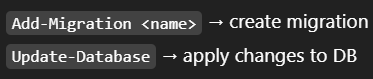 Add-Migration <name> → create migration
Update-Database → apply changes to DB